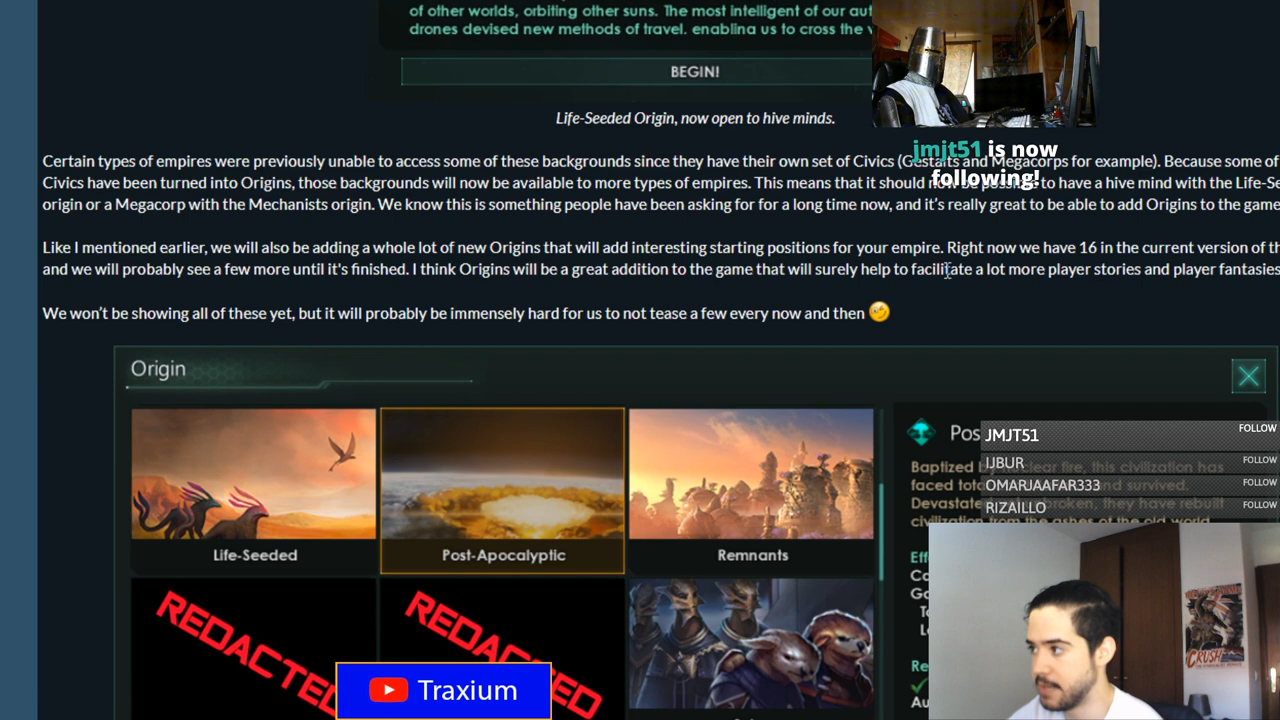 of other worlds, orbiting other suns. The most intelligent of our
drones devised new methods of travel, enabling us to cross the
BEGIN!
Life-Seeded Origin, now open to hive minds.
jmjt51 is now
following!
Certain types of empires were previously unable to access some of these backgrounds since they have their own set of Civics (Gestalts and Megacorps for example). Because some of
Civics have been turned into Origins, those backgrounds will now be available to more types of empires. This means that it should now be possible to have a hive mind with the Life-Se
origin or a Megacorp with the Mechanists origin. We know this is something people have been asking for for a long time now, and it's really great to be able to add Origins to the game
Like I mentioned earlier, we will also be adding a whole lot of new Origins that will add interesting starting positions for your empire. Right now we have 16 in the current version of th
and we will probably see a few more until it's finished. I think Origins will be a great addition to the game that will surely help to facilitate a lot more player stories and player fantasies
We won't be showing all of these yet, but it will probably be immensely hard for us to not tease a few every now and then
Origin
Life-Seeded
Post-Apocalyptic
Remnants
REDACTED
REDACTED
Pos
Baptized
civilization has
faced
and survived.
Devastate
they have rebuilt
civilization from the ashes of the old world
JMJT51 FOLLOW
IJBUR FOLLOW
OMARJAAFAR333 FOLLOW
RIZAILLO FOLLOW
Eff
Ca
Go
To
L
Re
Au
CRUSH
Traxium